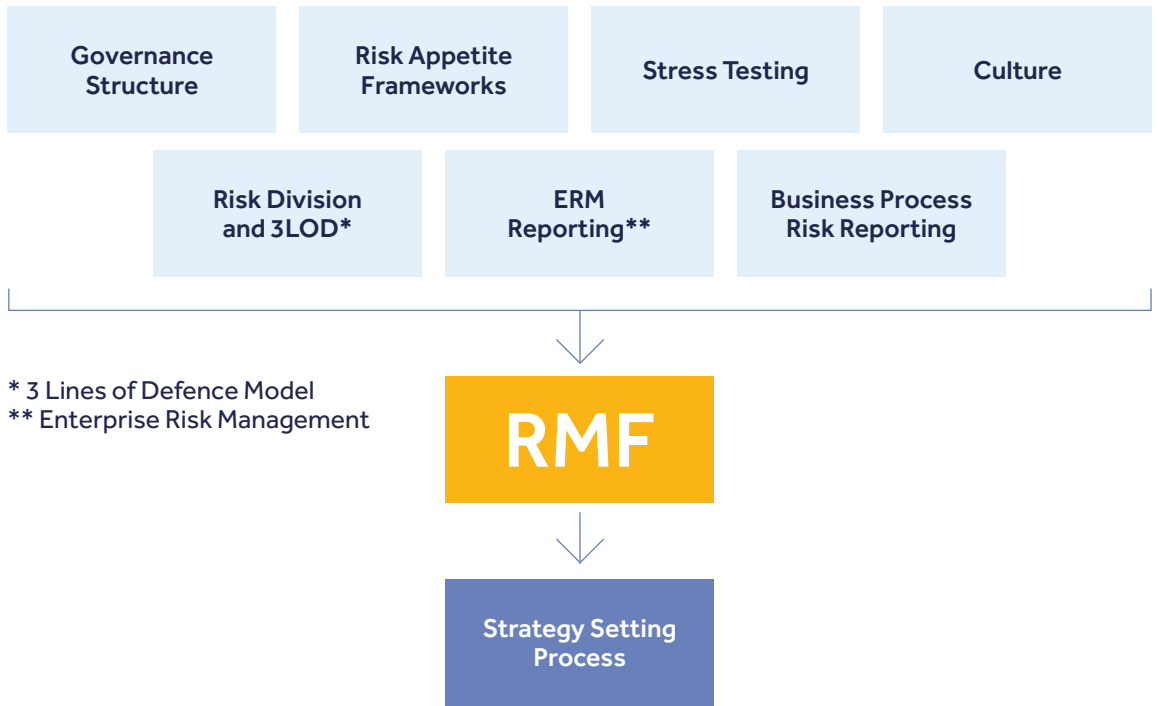 Governance
Structure
Risk Appetite
Frameworks
Stress Testing
Culture
Risk Division
and 3LOD*
ERM
Reporting**
Business Process
Risk Reporting
* 3 Lines of Defence Model
** Enterprise Risk Management
RMF
Strategy Setting
Process